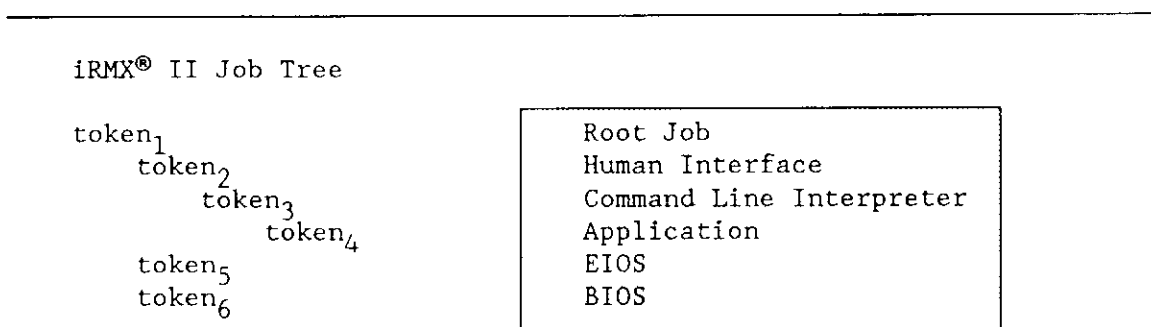 iRMX® II Job Tree
token1 Root Job
token2 Human Interface
token3 Command Line Interpreter
token4 Application
token5 EIOS
token6 BIOS